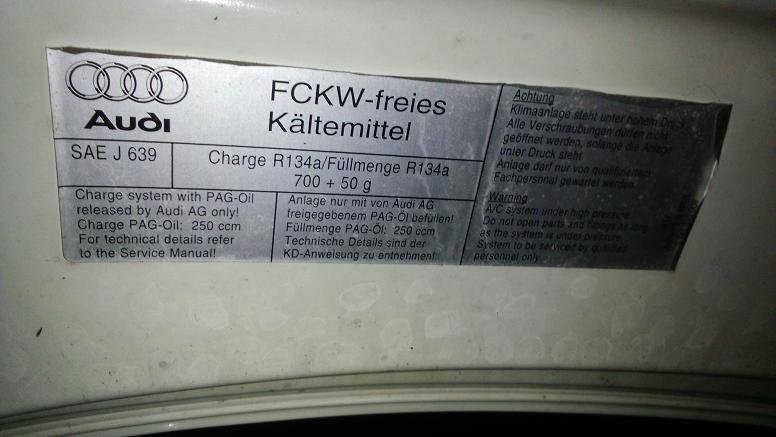 Audi
FCKW-freies
Kältemittel
SAE J 639
Charge R134a/Füllmenge R134a
700 + 50 g
Charge system with PAG-Oil
released by Audi AG only!
Charge PAG-Oil: 250 ccm
For technical details refer
to the Service Manual!
Anlage nur mit von Audi AG
freigegebenem PAG-Öl befüllen!
Füllmenge PAG-Öl: 250 ccm
Technische Details sind der
KD-Anweisung zu entnehmen!
Achtung
Klimaanlage steht unter hohem Druck
Alle Verschraubungen dürfen nicht
geöffnet werden, solange die Anlage
unter Druck steht
Anlage darf nur von qualifiziertem
Fachpersonal gewartet werden.
Warning
A/C system under high pressure
Do not open parts and fittings as long
as the system is under pressure.
System to be serviced by qualified
personnel only